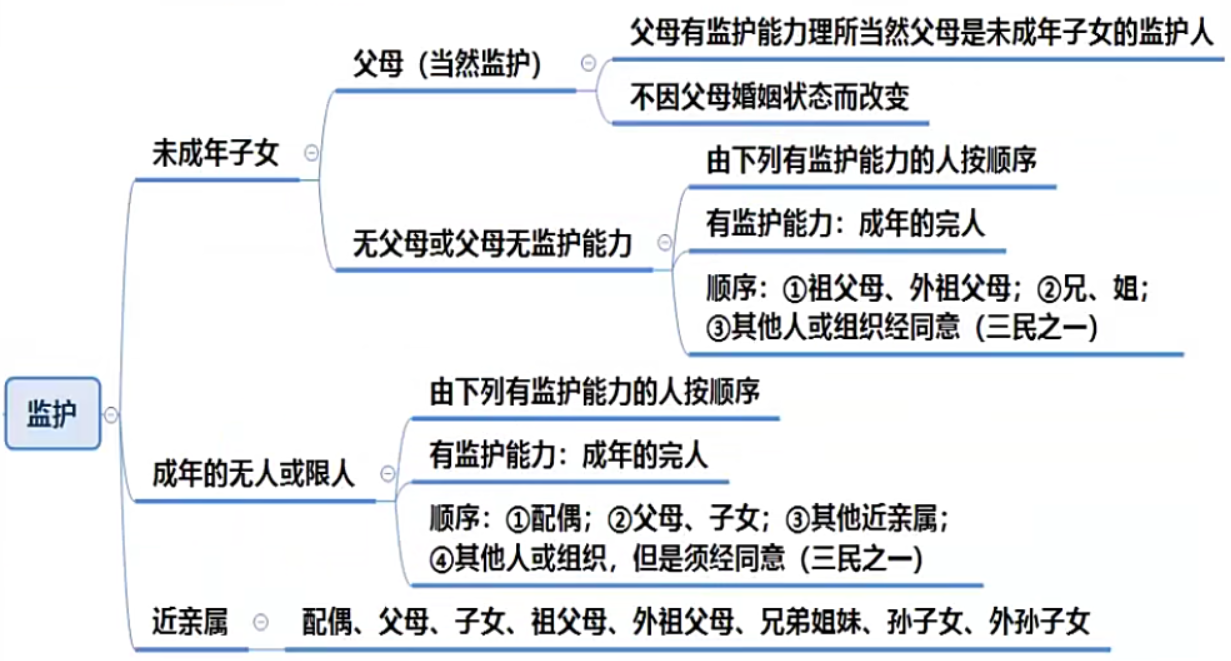 监护
未成年子女
父母（当然监护）
父母有监护能力理所当然父母是未成年子女的监护人
不因父母婚姻状态而改变
无父母或父母无监护能力
由下列有监护能力的人按顺序
有监护能力：成年的完人
顺序：①祖父母、外祖父母；②兄、姐；
③其他人或组织经同意（三民之一）
成年的无人或限人
由下列有监护能力的人按顺序
有监护能力：成年的完人
顺序：①配偶；②父母、子女；③其他近亲属；
④其他人或组织，但是须经同意（三民之一）
近亲属
配偶、父母、子女、祖父母、外祖父母、兄弟姐妹、孙子女、外孙子女